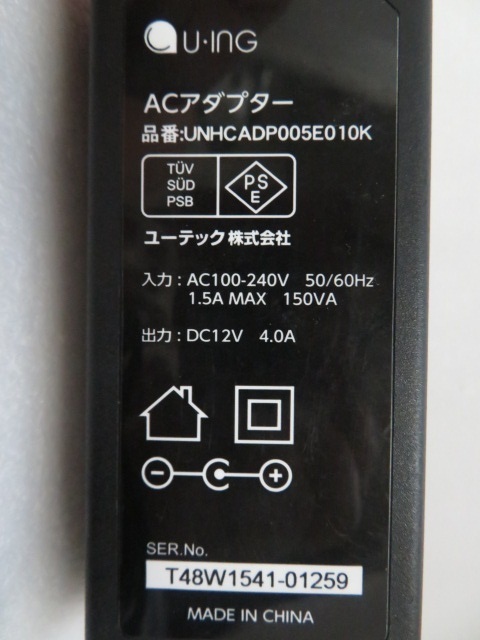 U·ING
ACアダプター
品番:UNHCADP005E010K
TÜV
SÜD
PSB
PS
E
ユーテック株式会社
入力 : AC100-240V 50/60Hz
1.5A MAX 150VA
出力 : DC12V 4.0A
SER.No.
T48W1541-01259
MADE IN CHINA